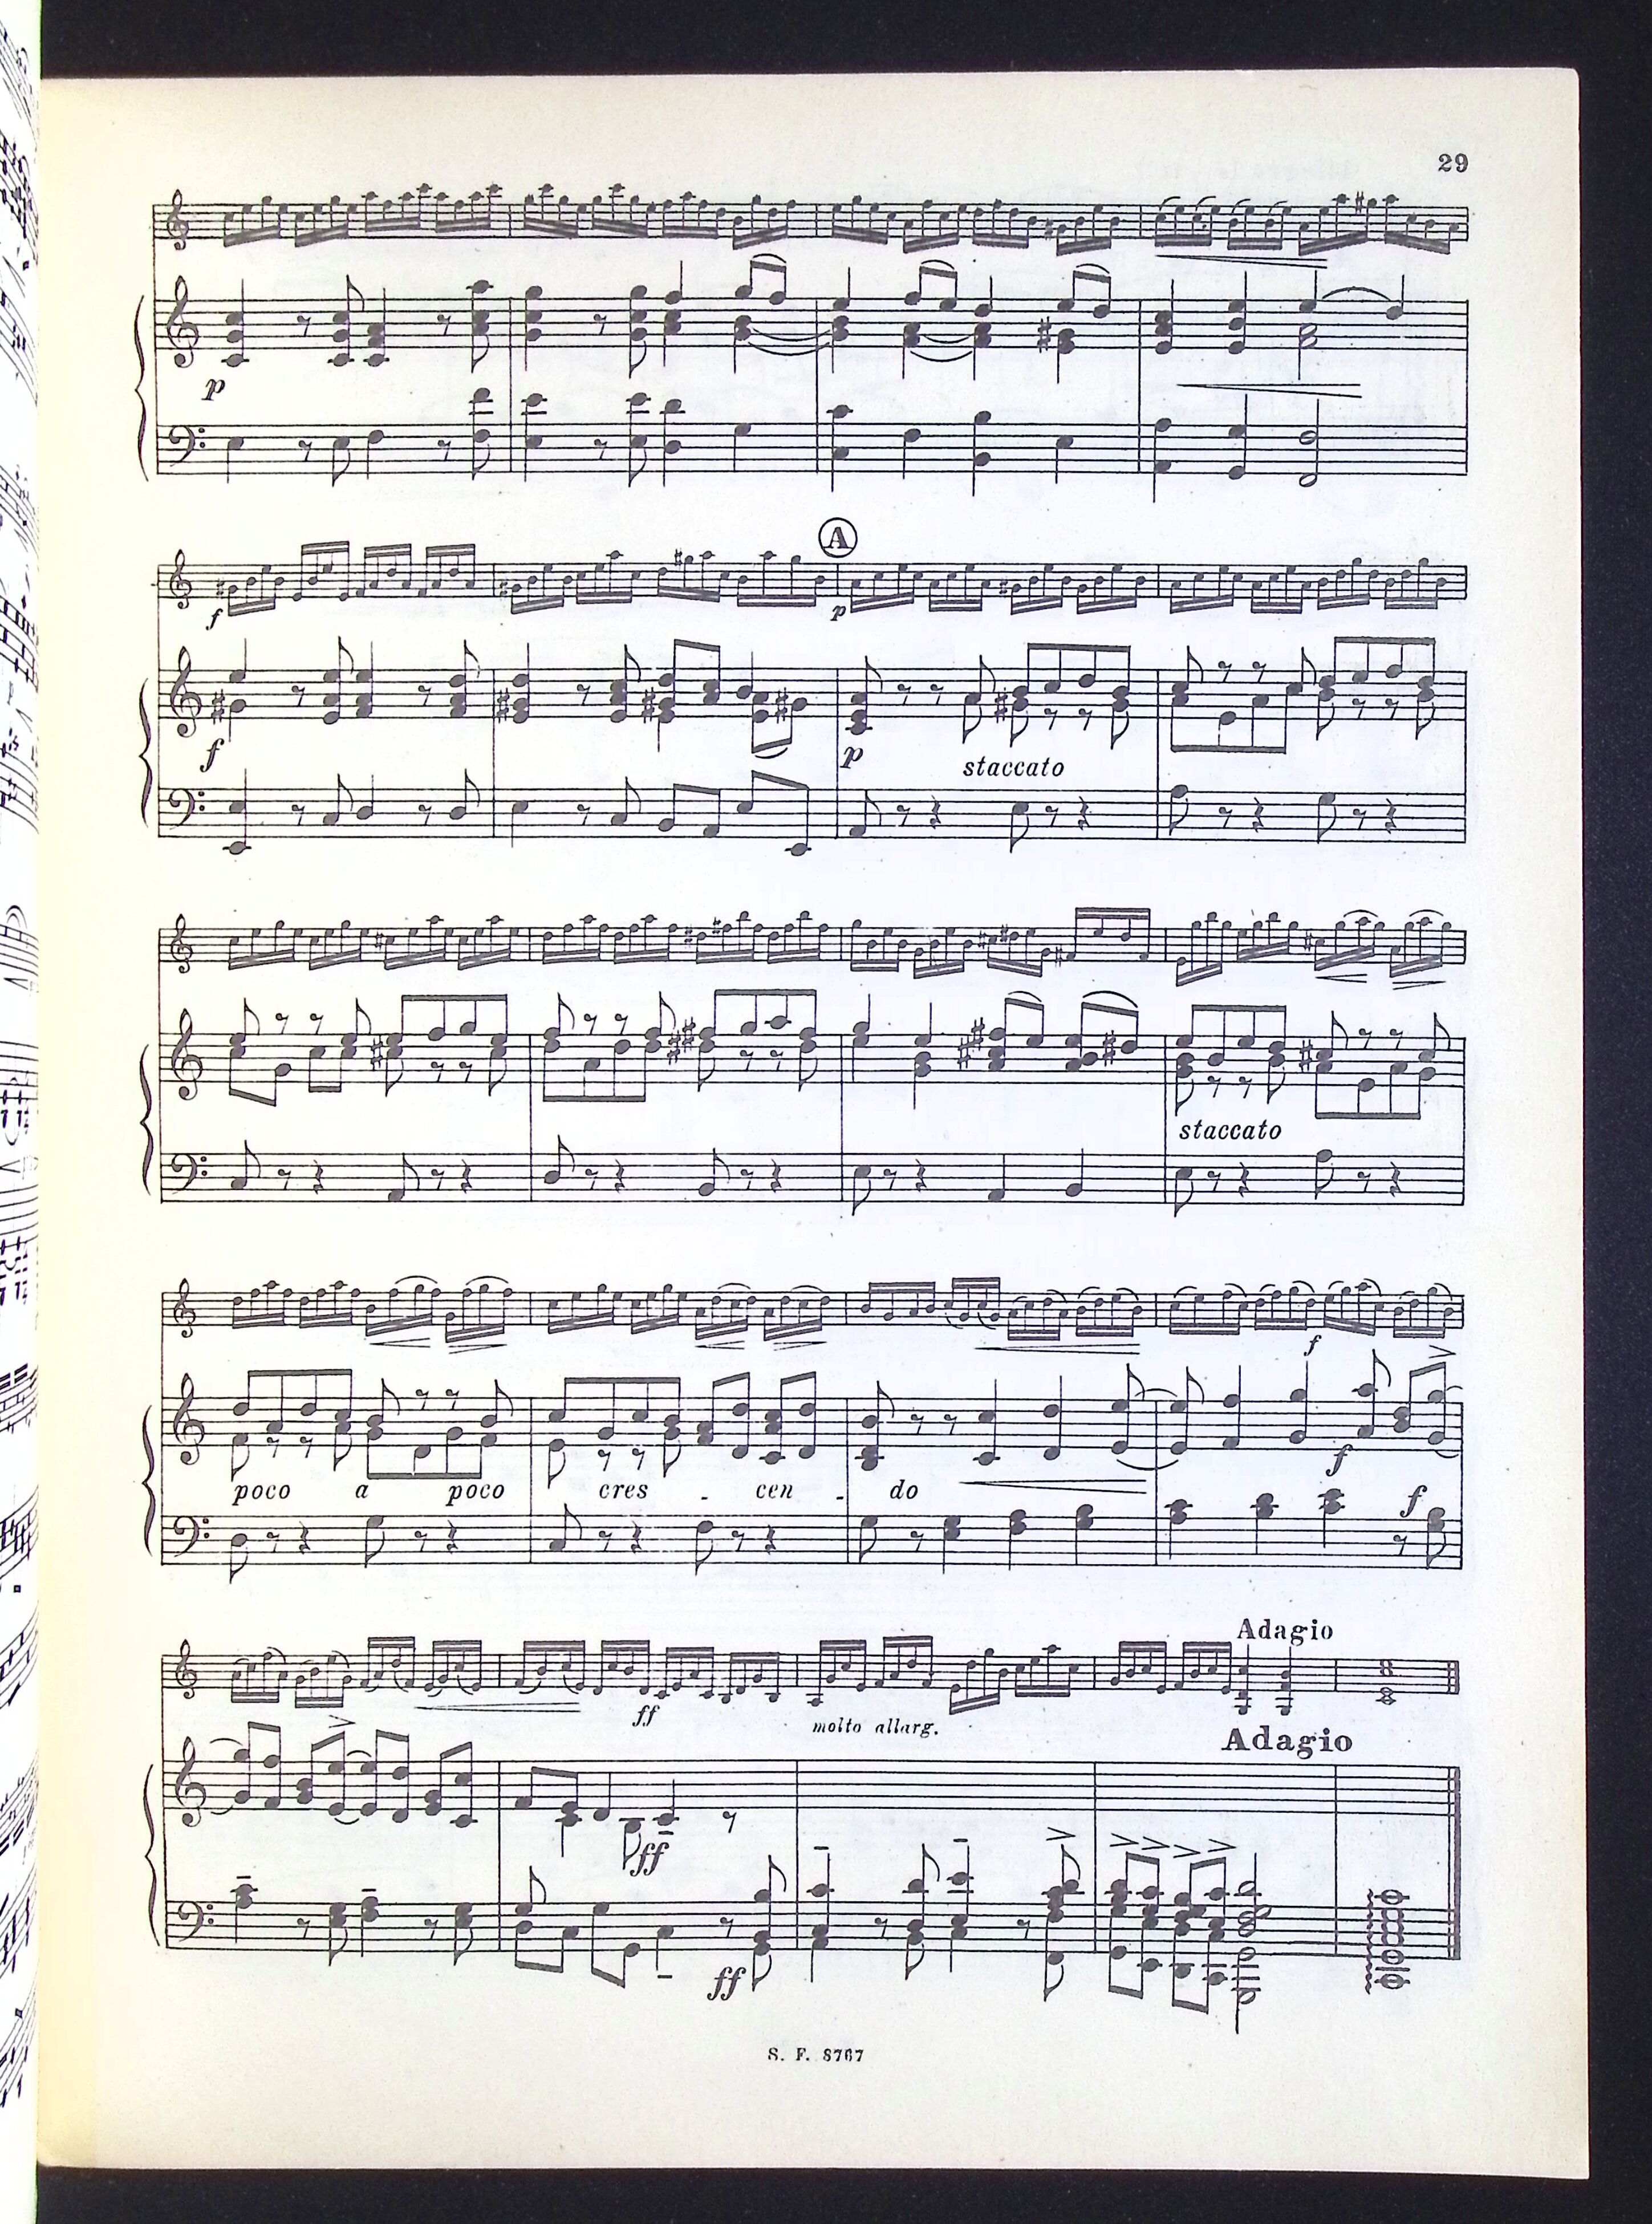 29
p
A
f
p
f
p
staccato
staccato
f
f
poco a poco cres - cen - do
f
Adagio
ff
molto allarg.
Adagio
ff
ff
S. F. 8767